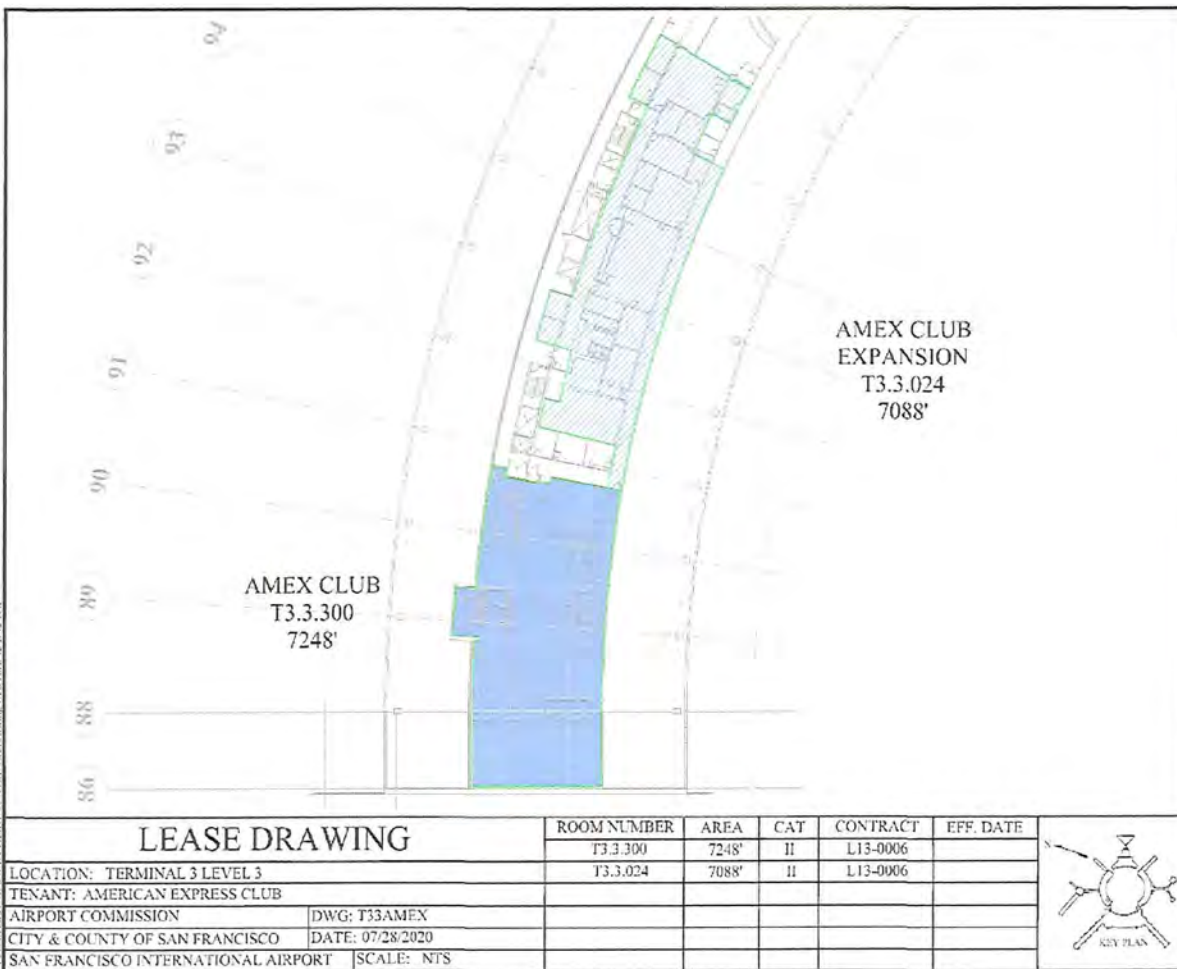 94
93
92
91
90
89
88
86
AMEX CLUB
EXPANSION
T3.3.024
7088'
AMEX CLUB
T3.3.300
7248'
LEASE DRAWING
LOCATION: TERMINAL 3 LEVEL 3
TENANT: AMERICAN EXPRESS CLUB
AIRPORT COMMISSION DWG: T33AMEX
CITY & COUNTY OF SAN FRANCISCO DATE: 07/28/2020
SAN FRANCISCO INTERNATIONAL AIRPORT SCALE: NTS
ROOM NUMBER AREA CAT CONTRACT EFF. DATE
T3.3.300 7248' II L13-0006
T3.3.024 7088' II L13-0006
KEY PLAN